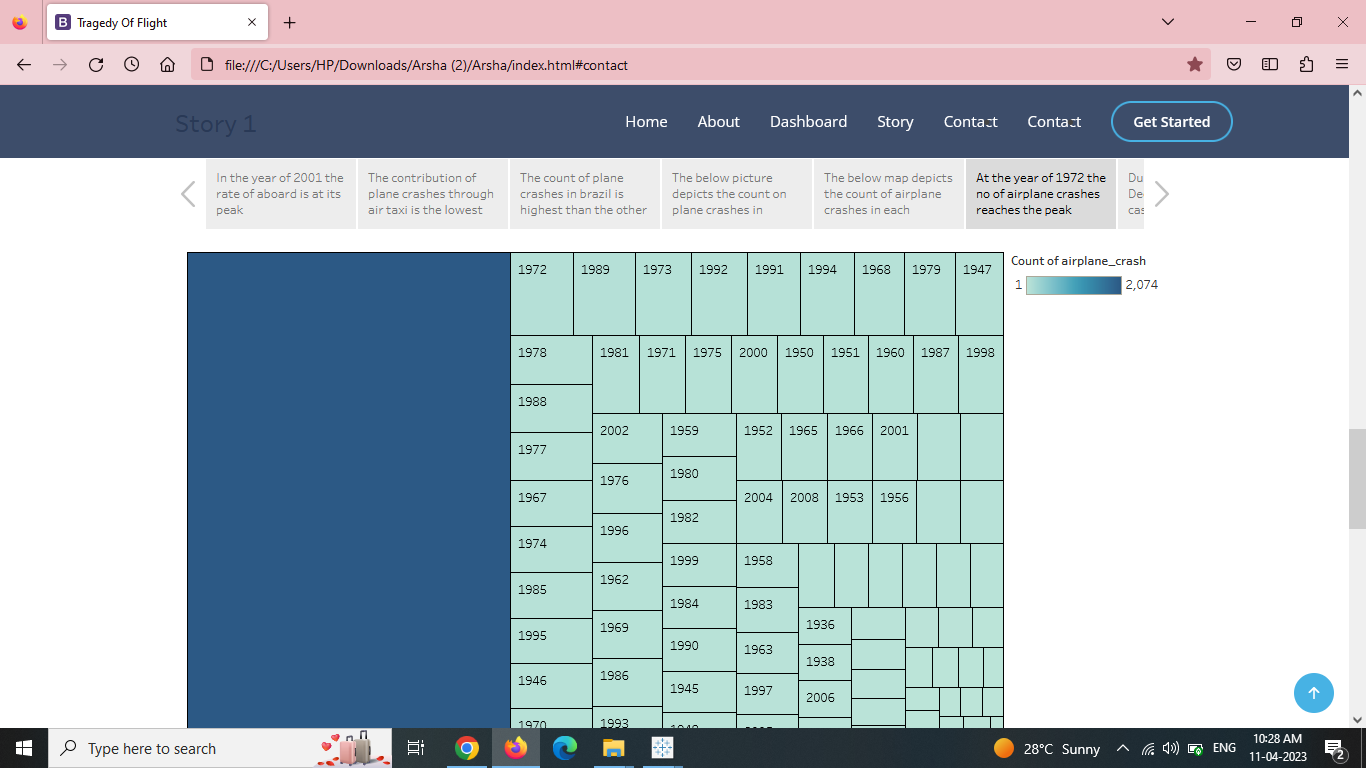 Tragedy Of Flight
file:///C:/Users/HP/Downloads/Arsha (2)/Arsha/index.html#contact
Story 1
Home About Dashboard Story Contact Contact Get Started
In the year of 2001 the
rate of aboard is at its
peak
The contribution of
plane crashes through
air taxi is the lowest
The count of plane
crashes in brazil is
highest than the other
The below picture
depicts the count on
plane crashes in
The below map depicts
the count of airplane
crashes in each
At the year of 1972 the
no of airplane crashes
reaches the peak
Du
De
cas
Count of airplane_crash
1 2,074
1972 1989 1973 1992 1991 1994 1968 1979 1947
1978 1981 1971 1975 2000 1950 1951 1960 1987 1998
1988
2002 1959 1952 1965 1966 2001
1977
1976 1980
1967 2004 2008 1953 1956
1982
1996
1974
1999 1958
1962
1985
1984 1983
1969 1936
1995
1990 1963
1938
1986
1946
1945 1997
2006
1970 1993
Type here to search
28°C Sunny
ENG
10:28 AM
11-04-2023
2